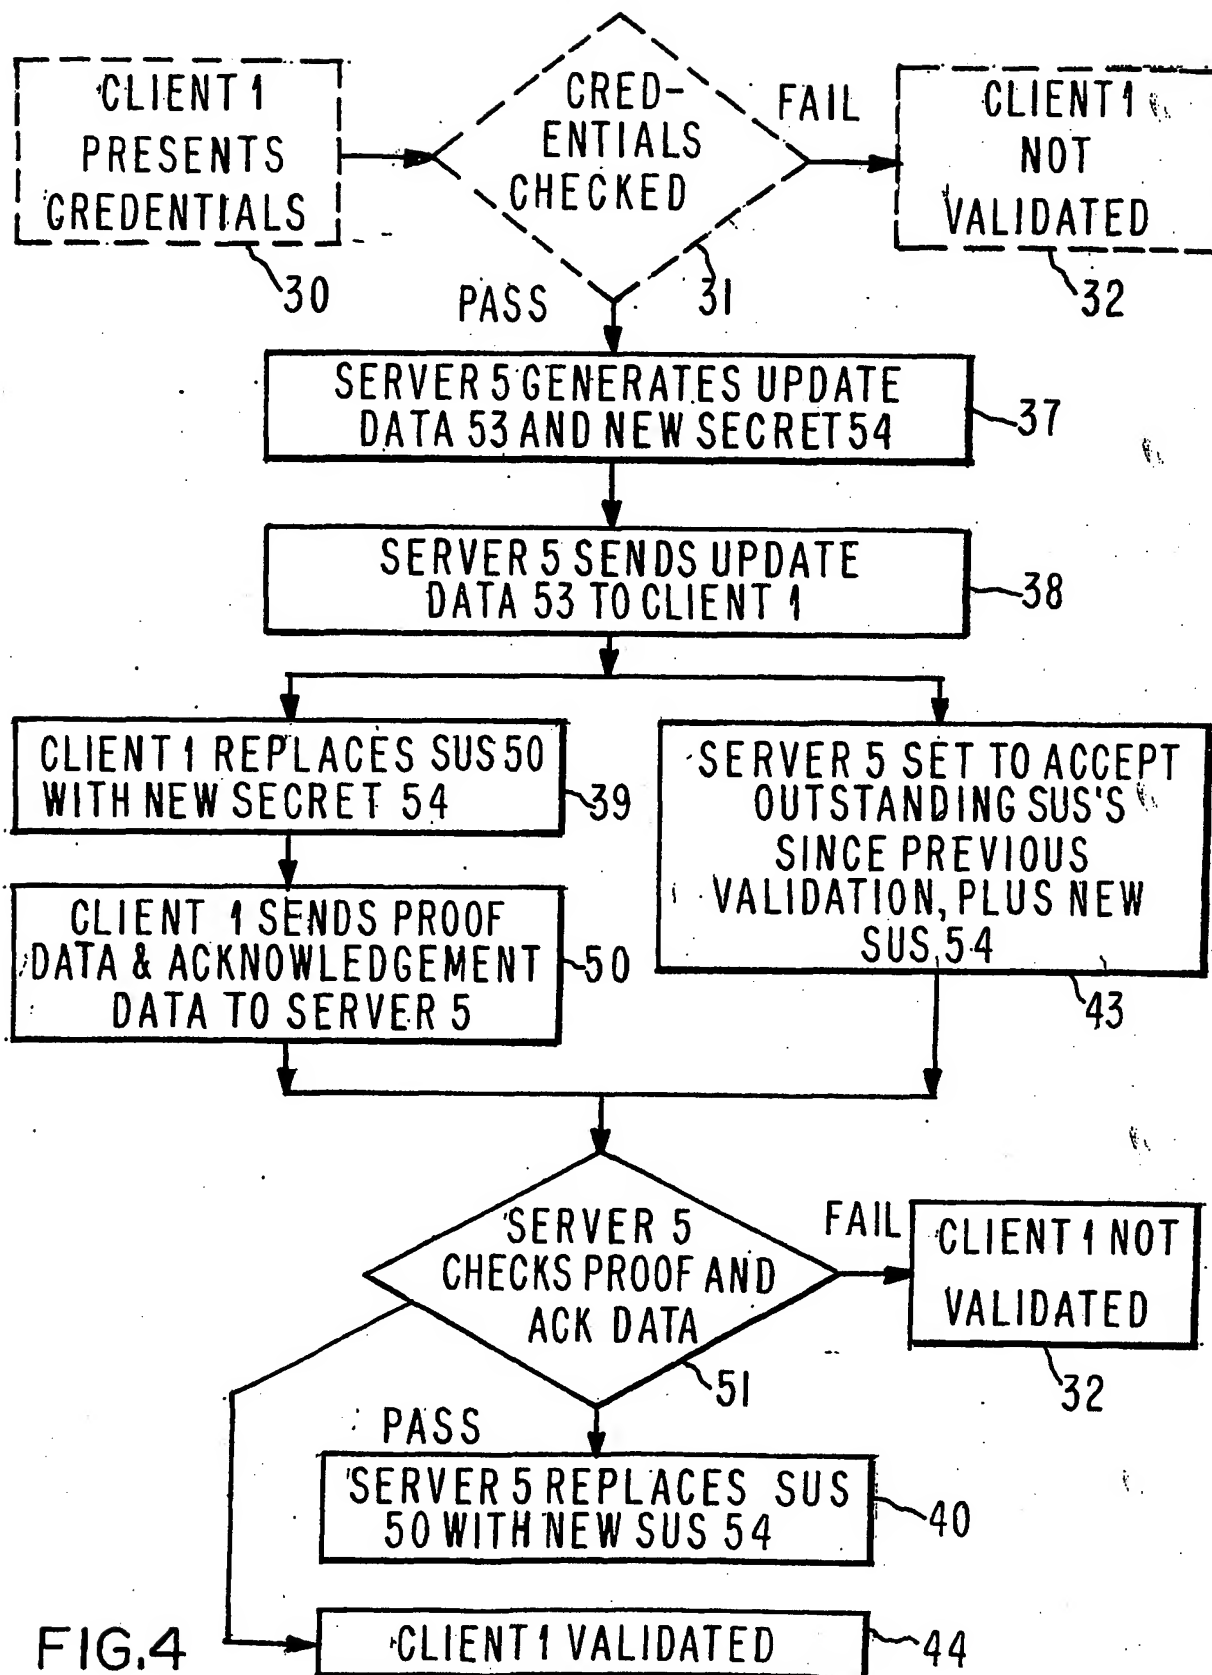 CLIENT 1
PRESENTS
CREDENTIALS
30
CRED-
ENTIALS
CHECKED
31
FAIL
CLIENT 1
NOT
VALIDATED
32
PASS
SERVER 5 GENERATES UPDATE
DATA 53 AND NEW SECRET 54
37
SERVER 5 SENDS UPDATE
DATA 53 TO CLIENT 1
38
CLIENT 1 REPLACES SUS 50
WITH NEW SECRET 54
39
SERVER 5 SET TO ACCEPT
OUTSTANDING SUS'S
SINCE PREVIOUS
VALIDATION, PLUS NEW
SUS 54
43
CLIENT 1 SENDS PROOF
DATA & ACKNOWLEDGEMENT
DATA TO SERVER 5
50
SERVER 5
CHECKS PROOF AND
ACK DATA
51
FAIL
CLIENT 1 NOT
VALIDATED
32
PASS
SERVER 5 REPLACES SUS
50 WITH NEW SUS 54
40
CLIENT 1 VALIDATED
44
FIG.4